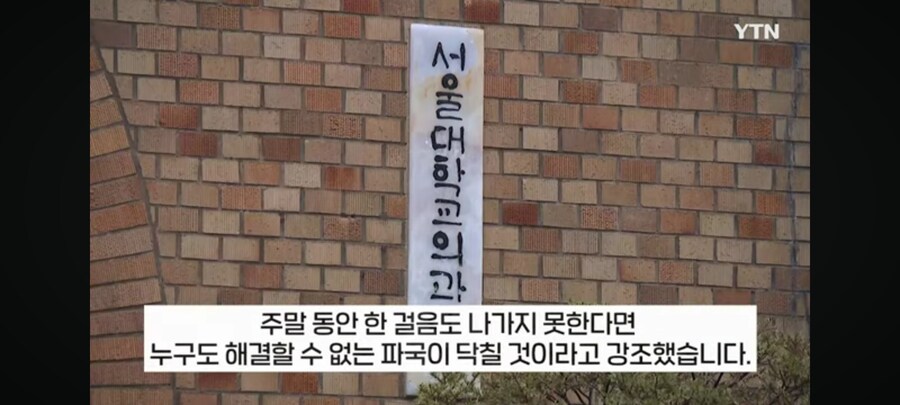 YTN
서울대학교의과
주말 동안 한 걸음도 나가지 못한다면
누구도 해결할 수 없는 파국이 닥칠 것이라고 강조했습니다.